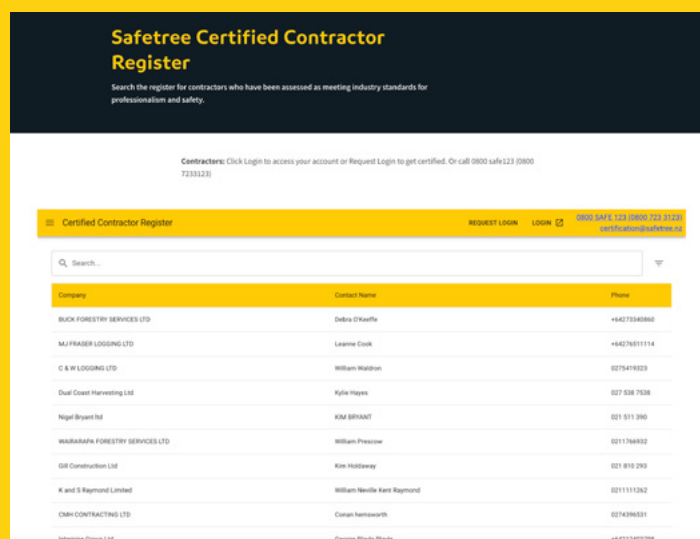 Safetree Certified Contractor
Register
Search the register for contractors who have been assessed as meeting industry standards for
professionalism and safety.
Contractors: Click Login to access your account or Request Login to get certified. Or call 0800 safe123 (0800
7233123)
Certified Contractor Register REQUEST LOGIN LOGIN 0800 SAFE 123 (0800 723 3123)
certification@safetree.nz
Search...
Company Contact Name Phone
BUCK FORESTRY SERVICES LTD Debra O'Keeffe +64273340860
MJ FRASER LOGGING LTD Leanne Cook +64276511114
C & W LOGGING LTD William Waldron 0275419323
Dual Coast Harvesting Ltd Kylie Hayes 027 538 7538
Nigel Bryant ltd KIM BRYANT 021 511 390
WAIRARAPA FORESTRY SERVICES LTD William Prescow 0211766932
Gill Construction Ltd Kim Holdaway 021 810 293
K and S Raymond Limited William Neville Kent Raymond 0211111262
CMH CONTRACTING LTD Conan hemsworth 0274396531